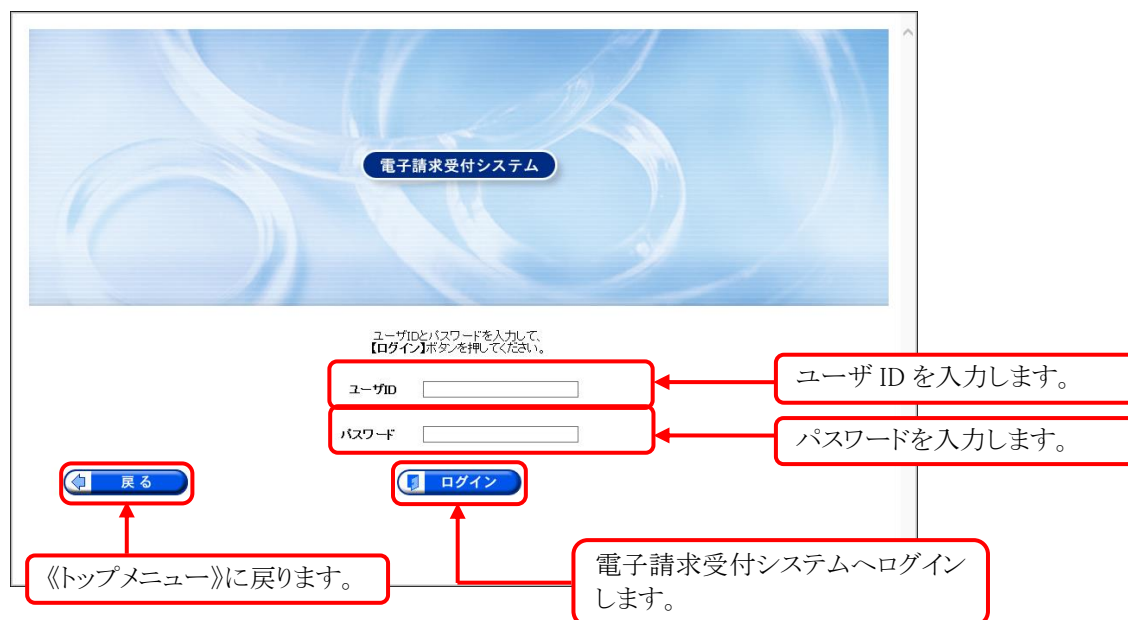 電子請求受付システム
ユーザIDとパスワードを入力して、
【ログイン】ボタンを押してください。
ユーザID
ユーザ ID を入力します。
パスワード
パスワードを入力します。
戻る
ログイン
《トップメニュー》に戻ります。
電子請求受付システムへログイン
します。